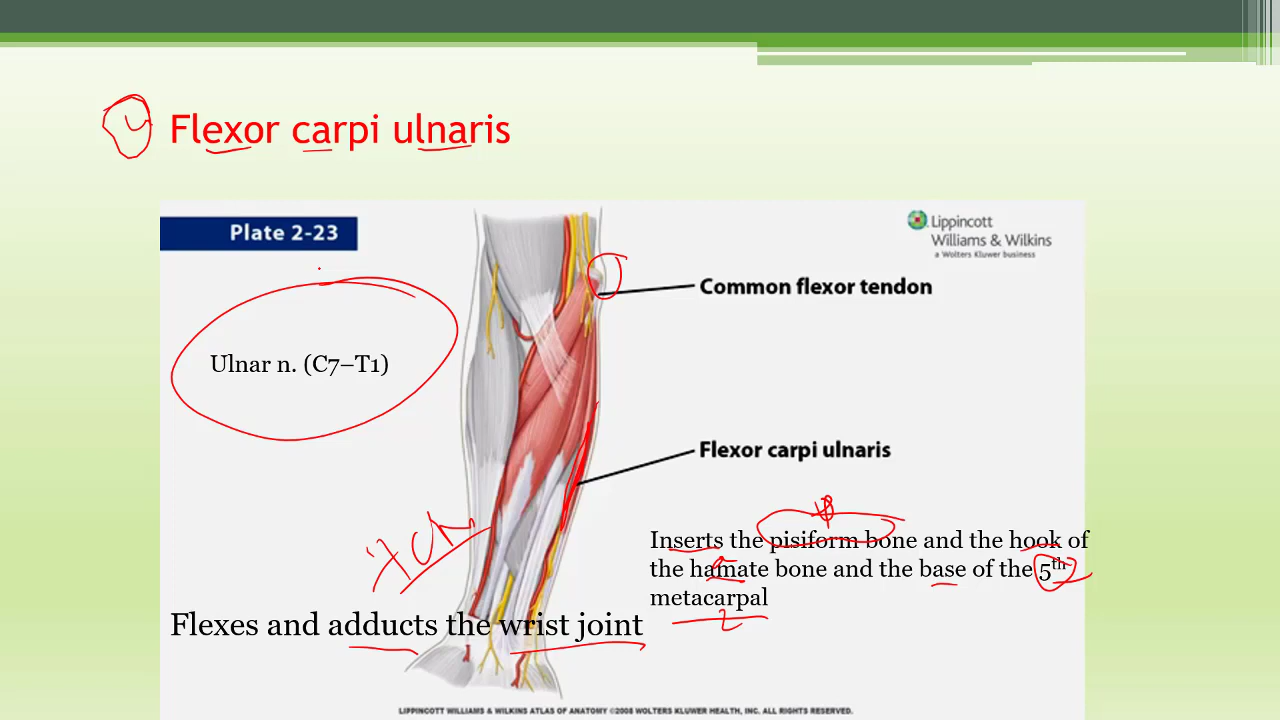 Flexor carpi ulnaris
Plate 2-23
Lippincott
Williams & Wilkins
a Wolters Kluwer business
Common flexor tendon
Ulnar n. (C7–T1)
Flexor carpi ulnaris
Inserts the pisiform bone and the hook of
the hamate bone and the base of the 5th
metacarpal
Flexes and adducts the wrist joint
LIPPINCOTT WILLIAMS & WILKINS ATLAS OF ANATOMY ©2008 WOLTERS KLUWER HEALTH, INC. ALL RIGHTS RESERVED.